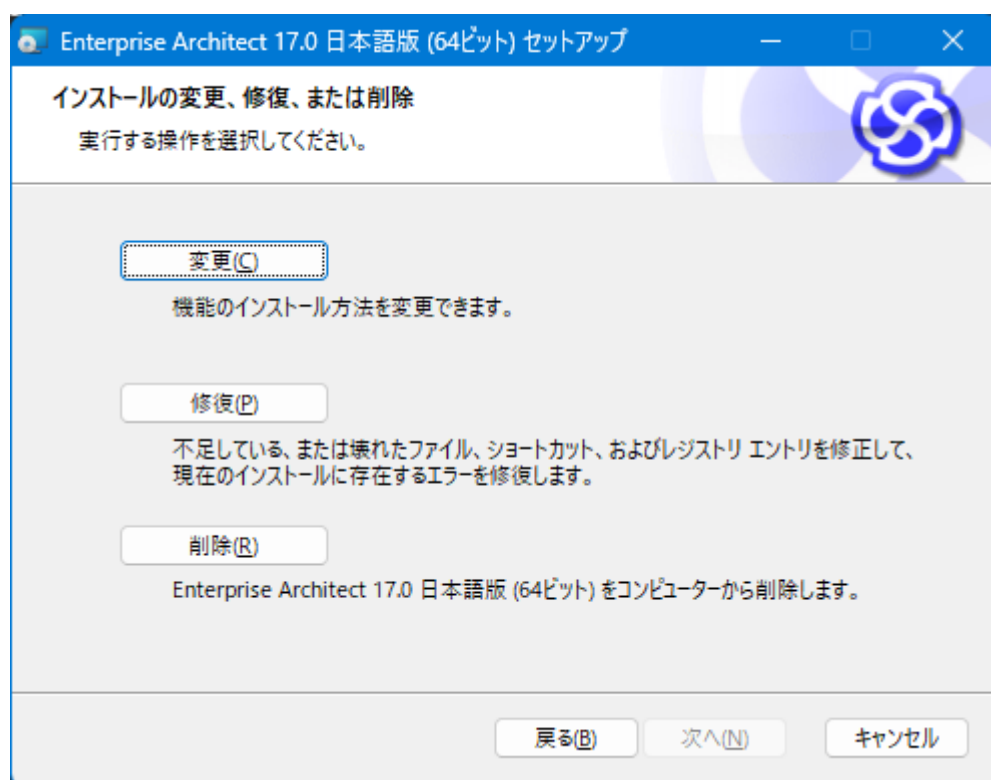 Enterprise Architect 17.0 日本語版 (64ビット) セットアップ
インストールの変更、修復、または削除
実行する操作を選択してください。
変更(C)
機能のインストール方法を変更できます。
修復(P)
不足している、または壊れたファイル、ショートカット、およびレジストリ エントリを修正して、
現在のインストールに存在するエラーを修復します。
削除(R)
Enterprise Architect 17.0 日本語版 (64ビット) をコンピューターから削除します。
戻る(B) 次へ(N) キャンセル